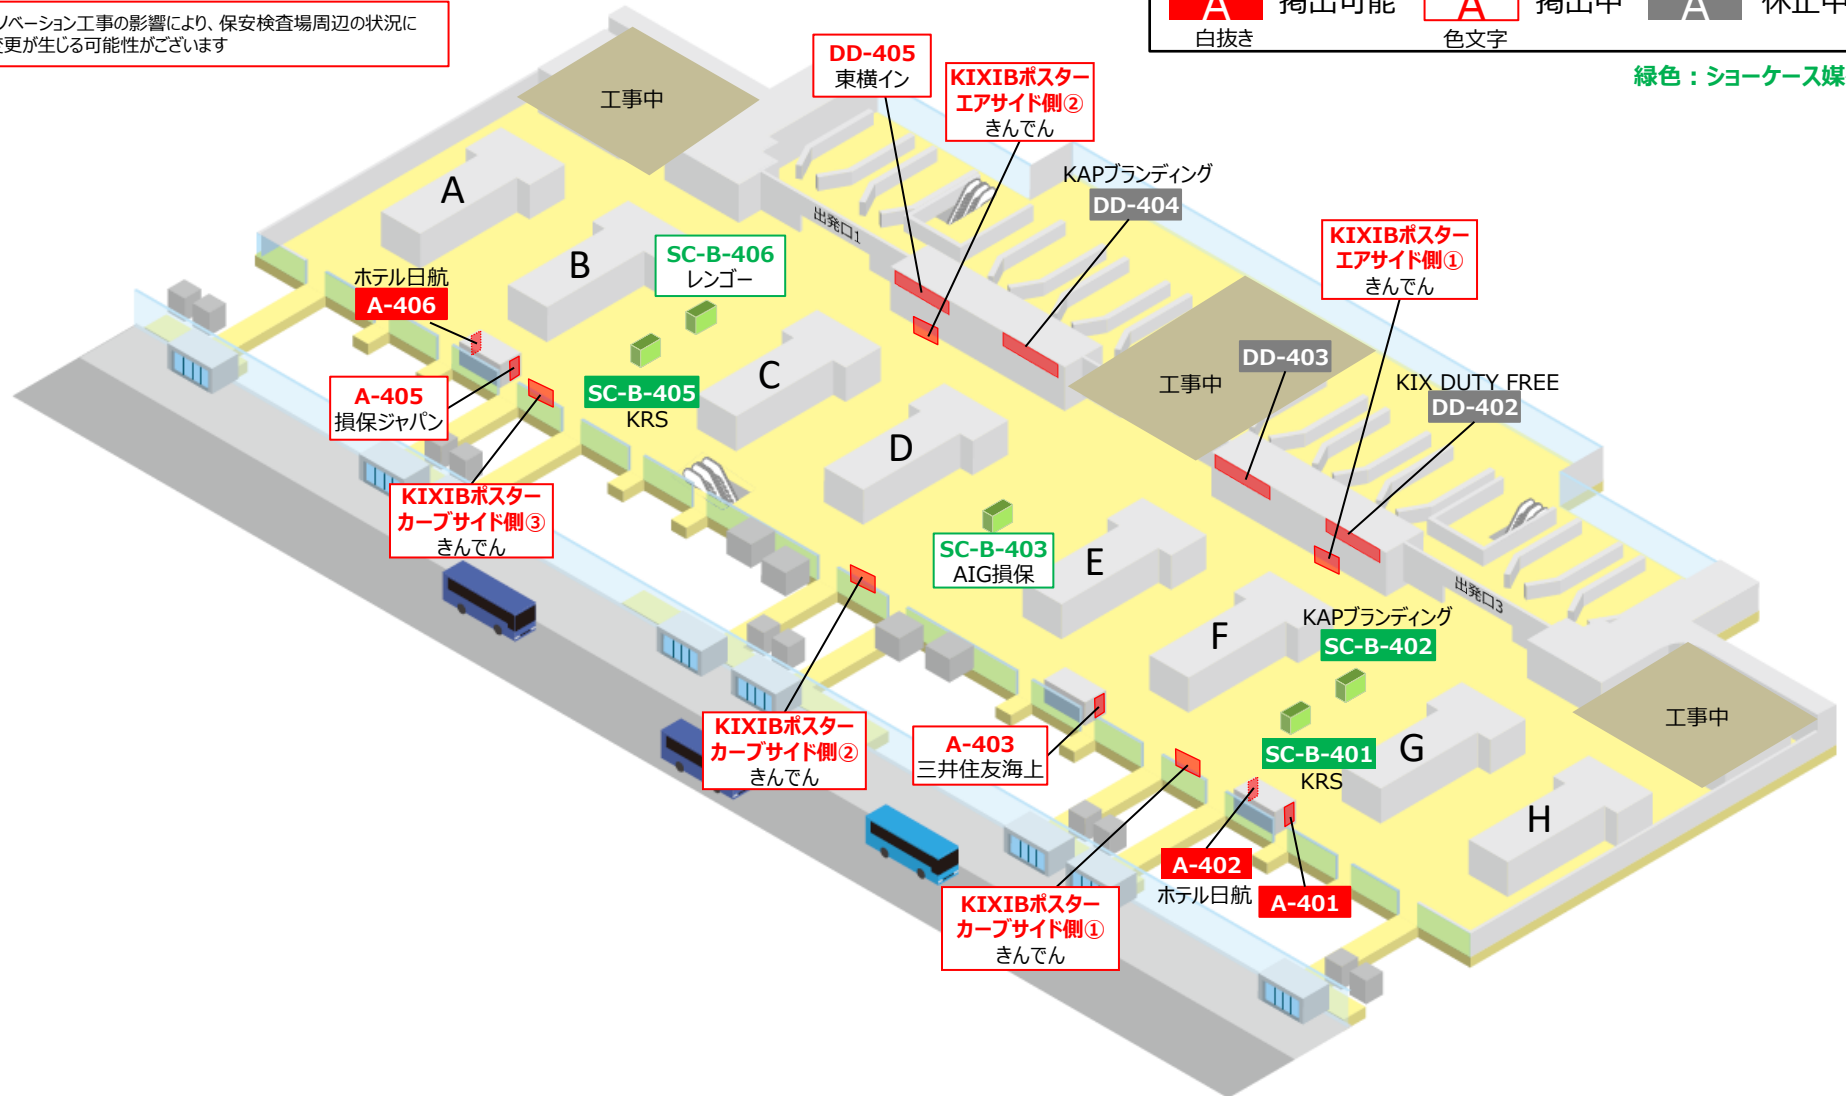 ノベーション工事の影響により、保安検査場周辺の状況に
変更が生じる可能性がございます
A 掲出可能 A 掲出中 A 休止中
白抜き 色文字
緑色：ショーケース媒
DD-405
東横イン
KIXIBポスター
エアサイド側②
きんでん
工事中
KAPブランディング
DD-404
A
出発口1
KIXIBポスター
エアサイド側①
きんでん
B
SC-B-406
レンゴー
ホテル日航
A-406
DD-403
KIX DUTY FREE
DD-402
工事中
C
A-405
損保ジャパン
SC-B-405
KRS
D
KIXIBポスター
カーブサイド側③
きんでん
SC-B-403
AIG損保
E
出発口3
KAPブランディング
SC-B-402
F
工事中
KIXIBポスター
カーブサイド側②
きんでん
A-403
三井住友海上
SC-B-401
KRS
G
H
A-402
ホテル日航
A-401
KIXIBポスター
カーブサイド側①
きんでん